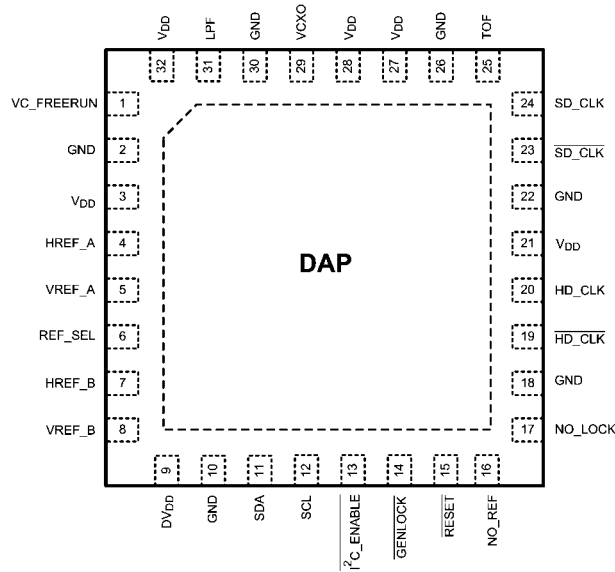 VDD
LPF
GND
VCXO
VDD
VDD
GND
TOF
32
31
30
29
28
27
26
25
VC_FREERUN 1
GND 2
VDD 3
HREF_A 4
VREF_A 5
REF_SEL 6
HREF_B 7
VREF_B 8
DAP
24 SD_CLK
23 SD_CLK
22 GND
21 VDD
20 HD_CLK
19 HD_CLK
18 GND
17 NO_LOCK
9
10
11
12
13
14
15
16
DVDD
GND
SDA
SCL
I²C_ENABLE
GENLOCK
RESET
NO_REF